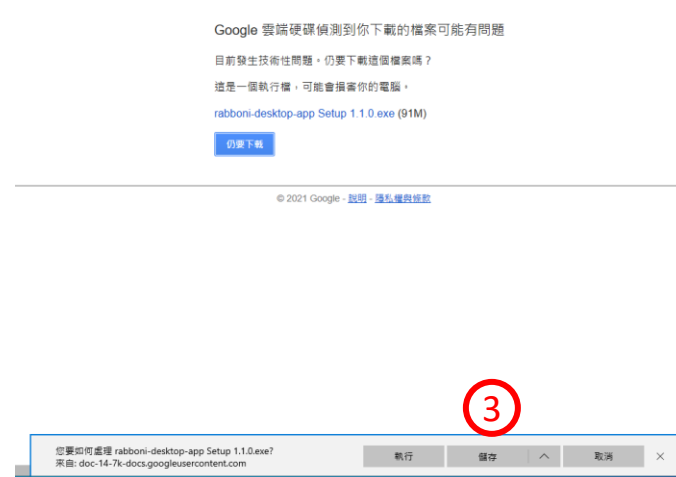 Google 雲端硬碟偵測到你下載的檔案可能有問題
目前發生技術性問題。仍要下載這個檔案嗎？
這是一個執行檔，可能會損害你的電腦。
rabboni-desktop-app Setup 1.1.0.exe (91M)
仍要下載
© 2021 Google - 說明 - 隱私權與條款
3
您要如何處理 rabboni-desktop-app Setup 1.1.0.exe?
來自: doc-14-7k-docs.googleusercontent.com
執行 儲存 取消